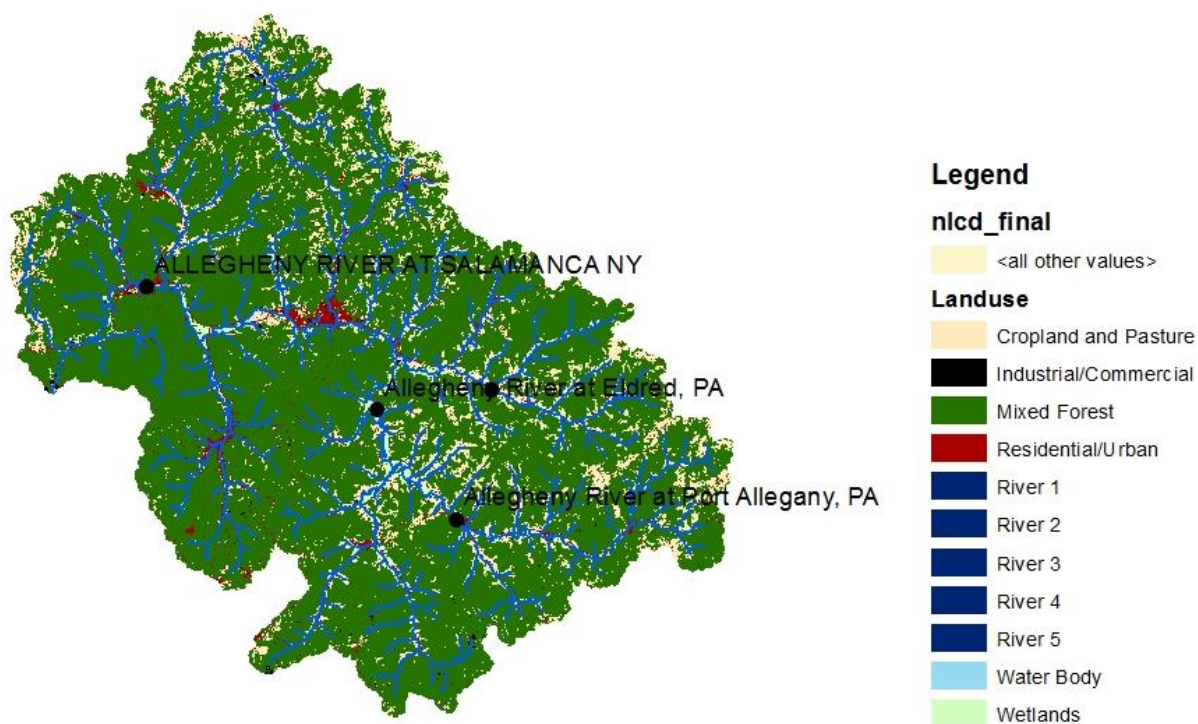 ALLEGHENY RIVER AT SALAMANCA NY
Allegheny River at Eldred, PA
Allegheny River at Port Allegany, PA
Legend
nlcd_final
<all other values>
Landuse
Cropland and Pasture
Industrial/Commercial
Mixed Forest
Residential/Urban
River 1
River 2
River 3
River 4
River 5
Water Body
Wetlands